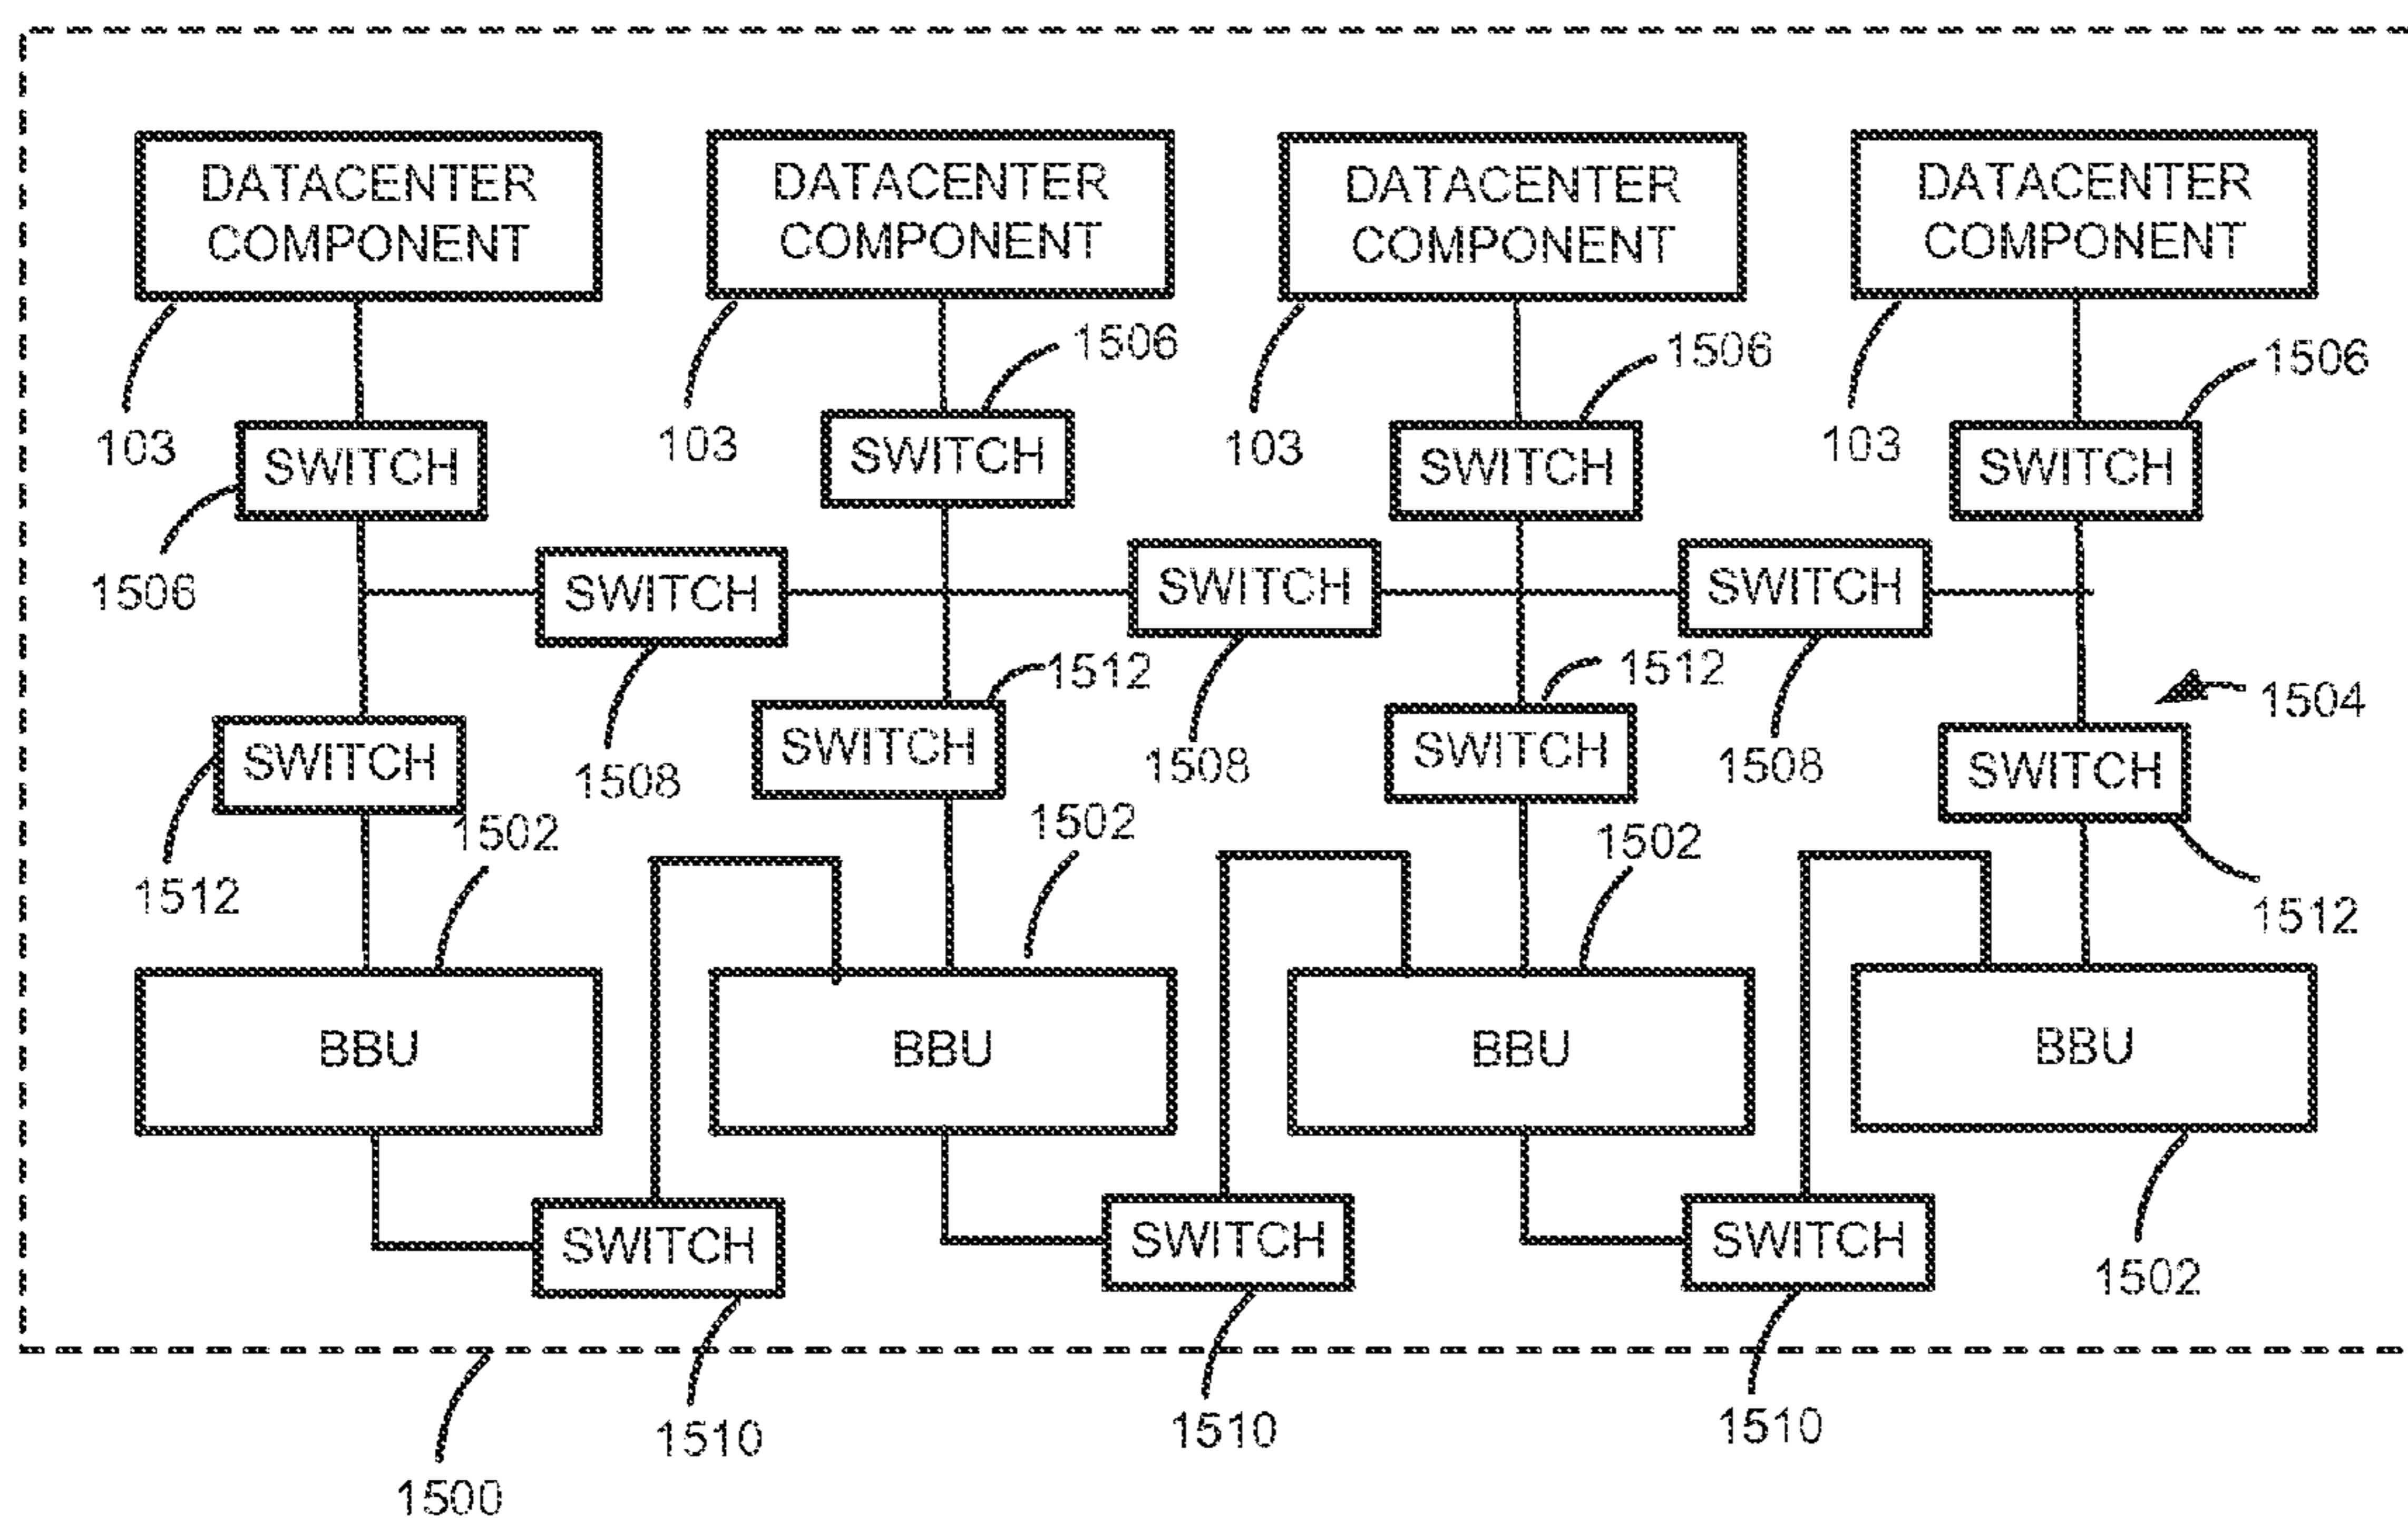 DATACENTER
COMPONENT
DATACENTER
COMPONENT
DATACENTER
COMPONENT
DATACENTER
COMPONENT
103
103
103
103
1506
1506
1506
SWITCH
SWITCH
SWITCH
SWITCH
1506
SWITCH
SWITCH
SWITCH
1512
1512
1504
SWITCH
SWITCH
SWITCH
SWITCH
1508
1508
1508
1502
1502
1502
1512
1512
BBU
BBU
BBU
BBU
SWITCH
SWITCH
SWITCH
1502
1510
1510
1510
1500